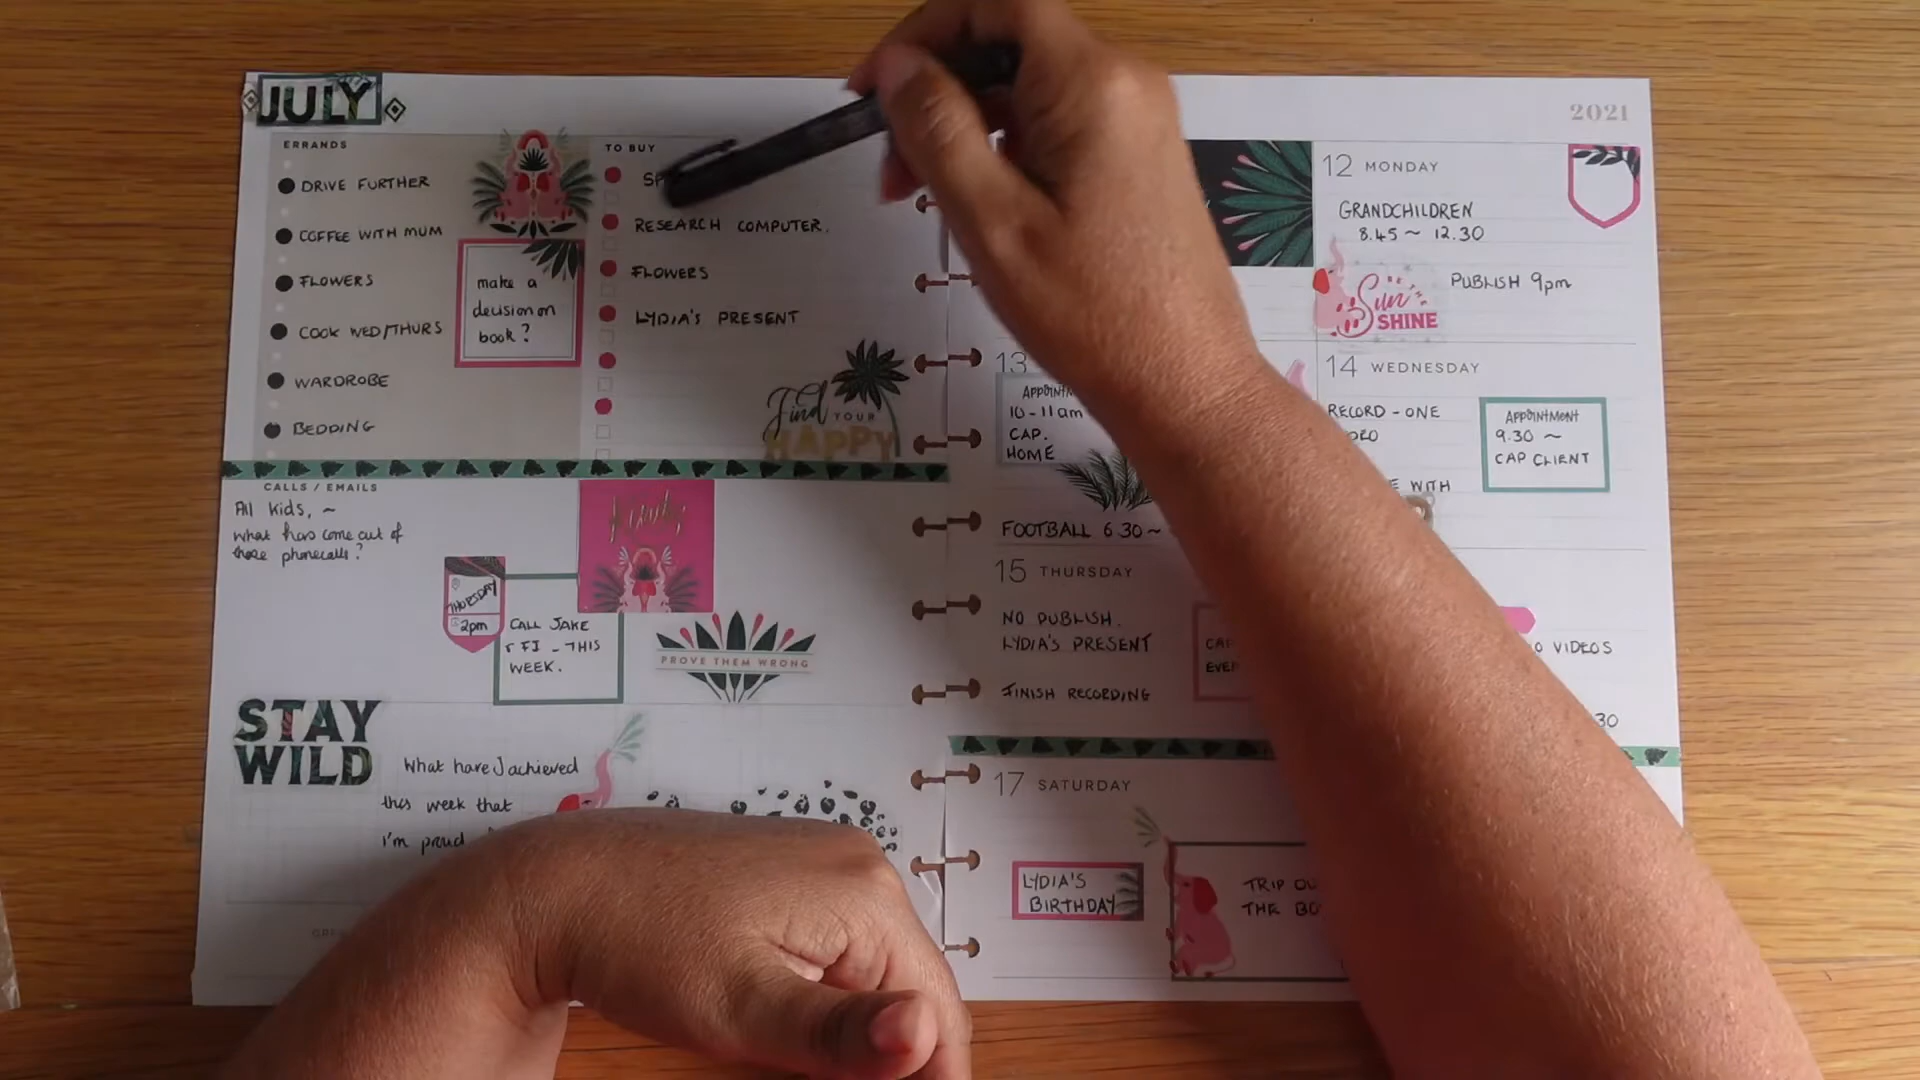 JULY
2021
ERRANDS
DRIVE FURTHER
COFFEE WITH MUM
FLOWERS
COOK WED/THURS
WARDROBE
BEDDING
make a
decision on
book?
TO BUY
RESEARCH COMPUTER.
FLOWERS
LYDIA'S PRESENT
Find YOUR
HAPPY
CALLS / EMAILS
All kids, ~
what has come out of
those phonecalls?
THURSDAY
2pm
CALL JAKE
FJ - THIS
WEEK.
PROVE THEM WRONG
STAY
WILD
What have I achieved
this week that
i'm proud
12 MONDAY
GRANDCHILDREN
8.45 ~ 12.30
PUBLISH 9pm
BE THE
Sun
SHINE
13
APPOINTM
10-11am
CAP.
HOME
FOOTBALL 6.30~
14 WEDNESDAY
RECORD - ONE
WITH
APPOINTMENT
9.30 ~
CAP CLIENT
15 THURSDAY
NO PUBLISH.
LYDIA'S PRESENT
FINISH RECORDING
VIDEOS
30
17 SATURDAY
LYDIA'S
BIRTHDAY
TRIP
THE